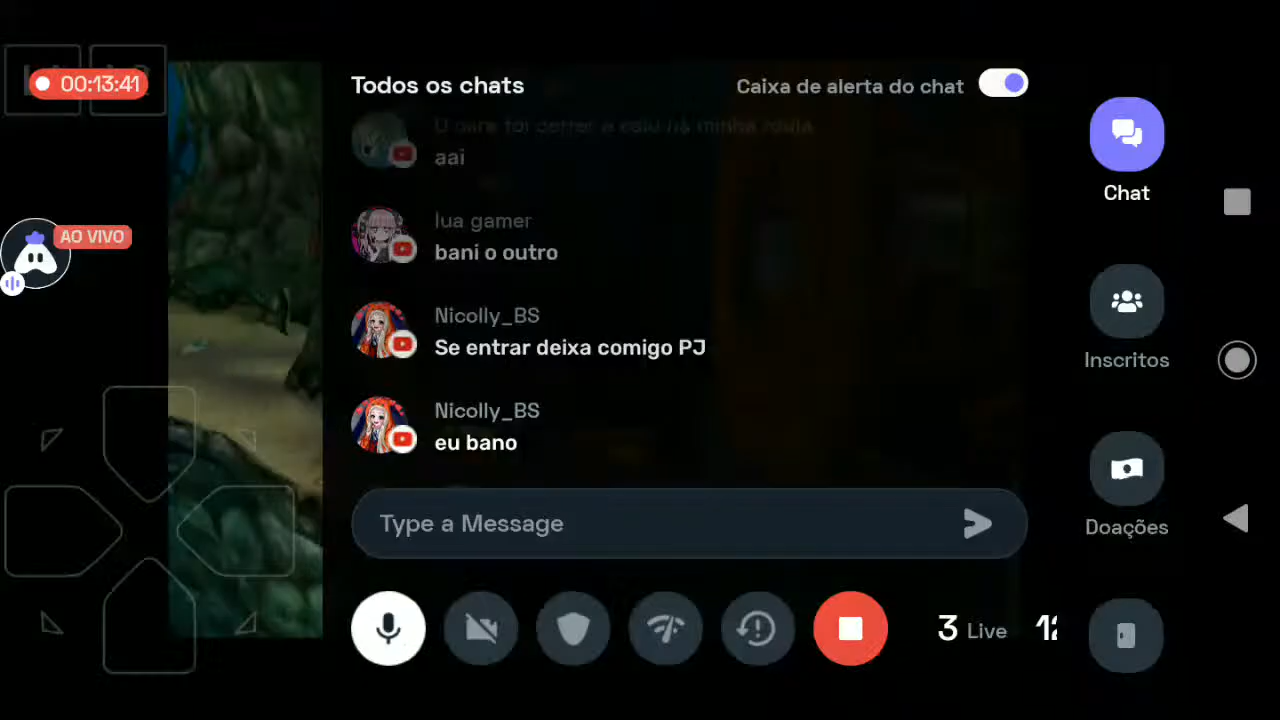 00:13:41
Todos os chats
Caixa de alerta do chat
aai
lua gamer
bani o outro
Nicolly_BS
Se entrar deixa comigo PJ
Nicolly_BS
eu bano
Type a Message
3 Live
Chat
Inscritos
Doações
AO VIVO